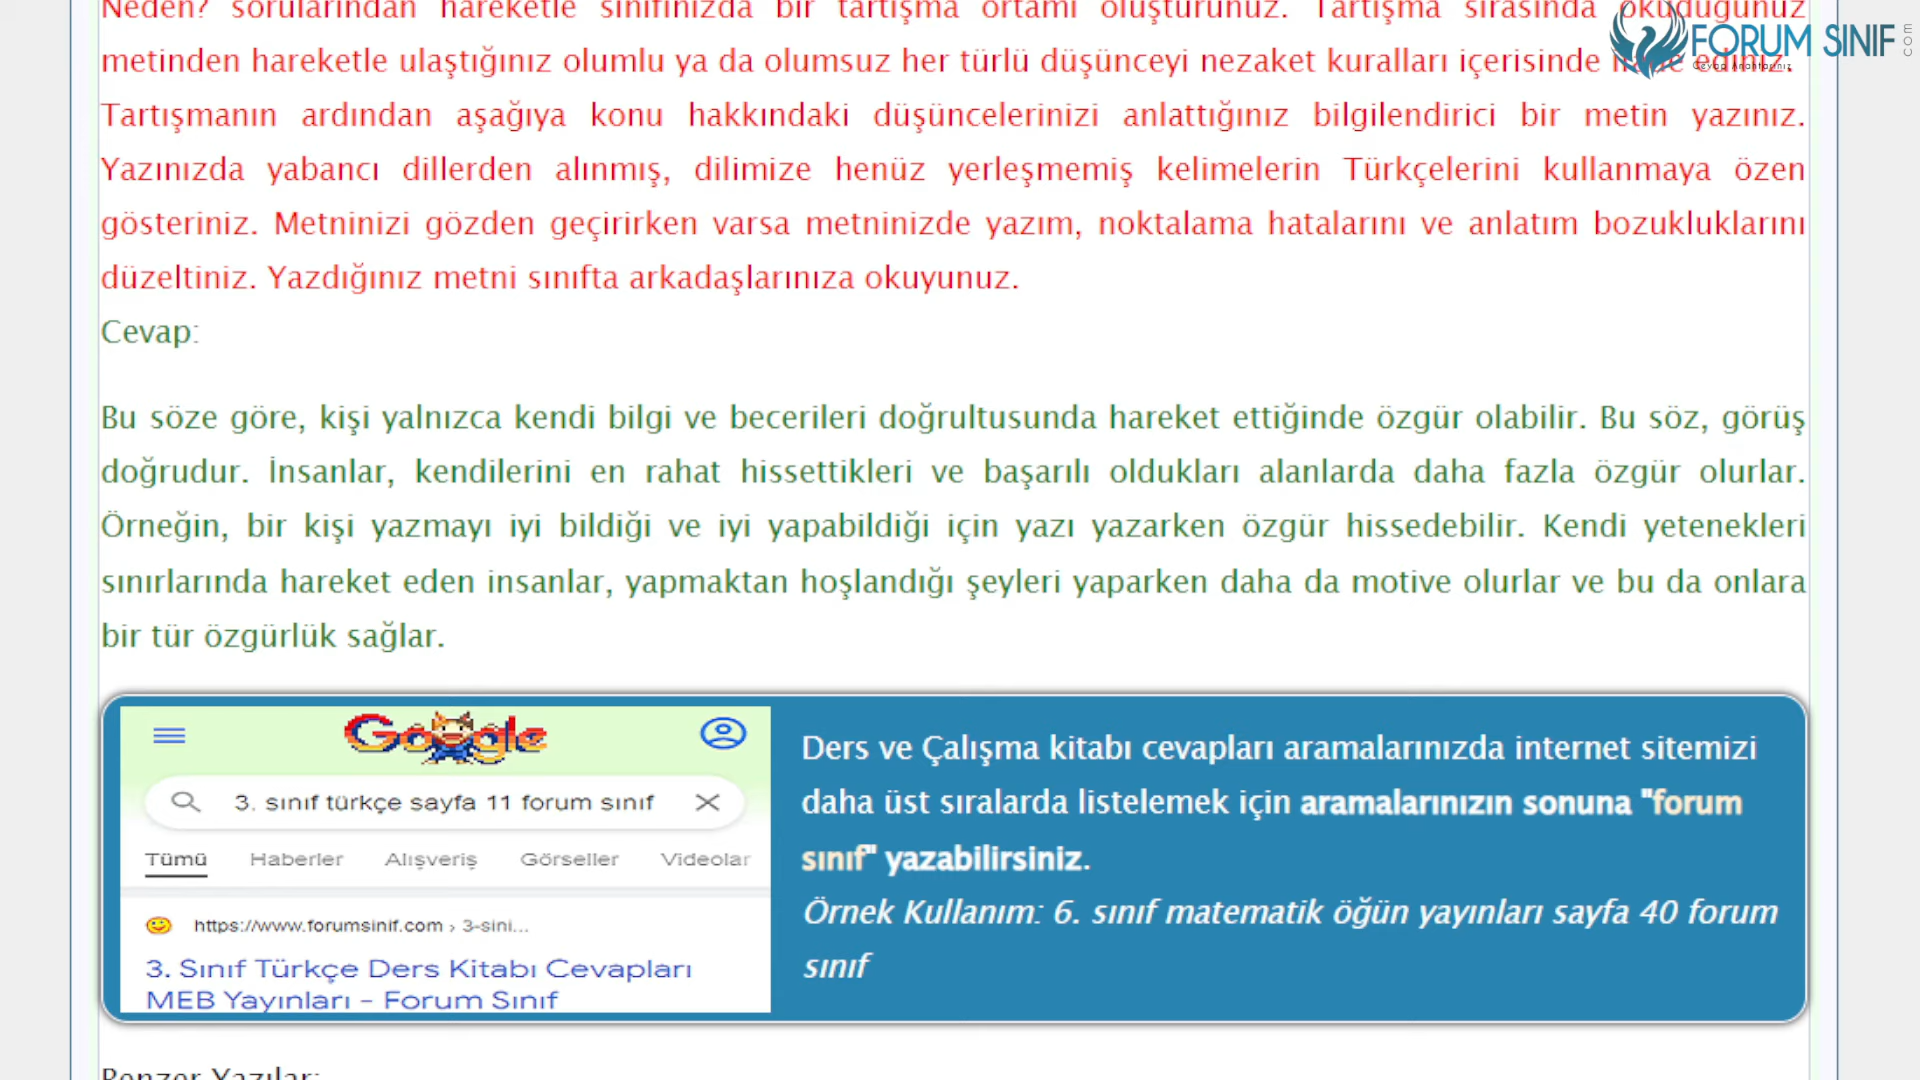 Neden? sorularından hareketle sınıfınızda bir tartışma ortamı oluşturunuz. Tartışma sırasında okuduğunuz
metinden hareketle ulaştığınız olumlu ya da olumsuz her türlü düşünceyi nezaket kuralları içerisinde ifade ediniz.
FORUM SINIF
.com
Cevap Anahtarınız
Tartışmanın ardından aşağıya konu hakkındaki düşüncelerinizi anlattığınız bilgilendirici bir metin yazınız.
Yazınızda yabancı dillerden alınmış, dilimize henüz yerleşmemiş kelimelerin Türkçelerini kullanmaya özen
gösteriniz. Metninizi gözden geçirirken varsa metninizde yazım, noktalama hatalarını ve anlatım bozukluklarını
düzeltiniz. Yazdığınız metni sınıfta arkadaşlarınıza okuyunuz.
Cevap:
Bu söze göre, kişi yalnızca kendi bilgi ve becerileri doğrultusunda hareket ettiğinde özgür olabilir. Bu söz, görüş
doğrudur. İnsanlar, kendilerini en rahat hissettikleri ve başarılı oldukları alanlarda daha fazla özgür olurlar.
Örneğin, bir kişi yazmayı iyi bildiği ve iyi yapabildiği için yazı yazarken özgür hissedebilir. Kendi yetenekleri
sınırlarında hareket eden insanlar, yapmaktan hoşlandığı şeyleri yaparken daha da motive olurlar ve bu da onlara
bir tür özgürlük sağlar.
Google
3. sınıf türkçe sayfa 11 forum sınıf
Tümü Haberler Alışveriş Görseller Videolar
https://www.forumsinif.com › 3-sini...
3. Sınıf Türkçe Ders Kitabı Cevapları
MEB Yayınları – Forum Sınıf
Ders ve Çalışma kitabı cevapları aramalarınızda internet sitemizi
daha üst sıralarda listelemek için aramalarınızın sonuna "forum
sınıf" yazabilirsiniz.
Örnek Kullanım: 6. sınıf matematik öğün yayınları sayfa 40 forum
sınıf
Benzer Yazılar: